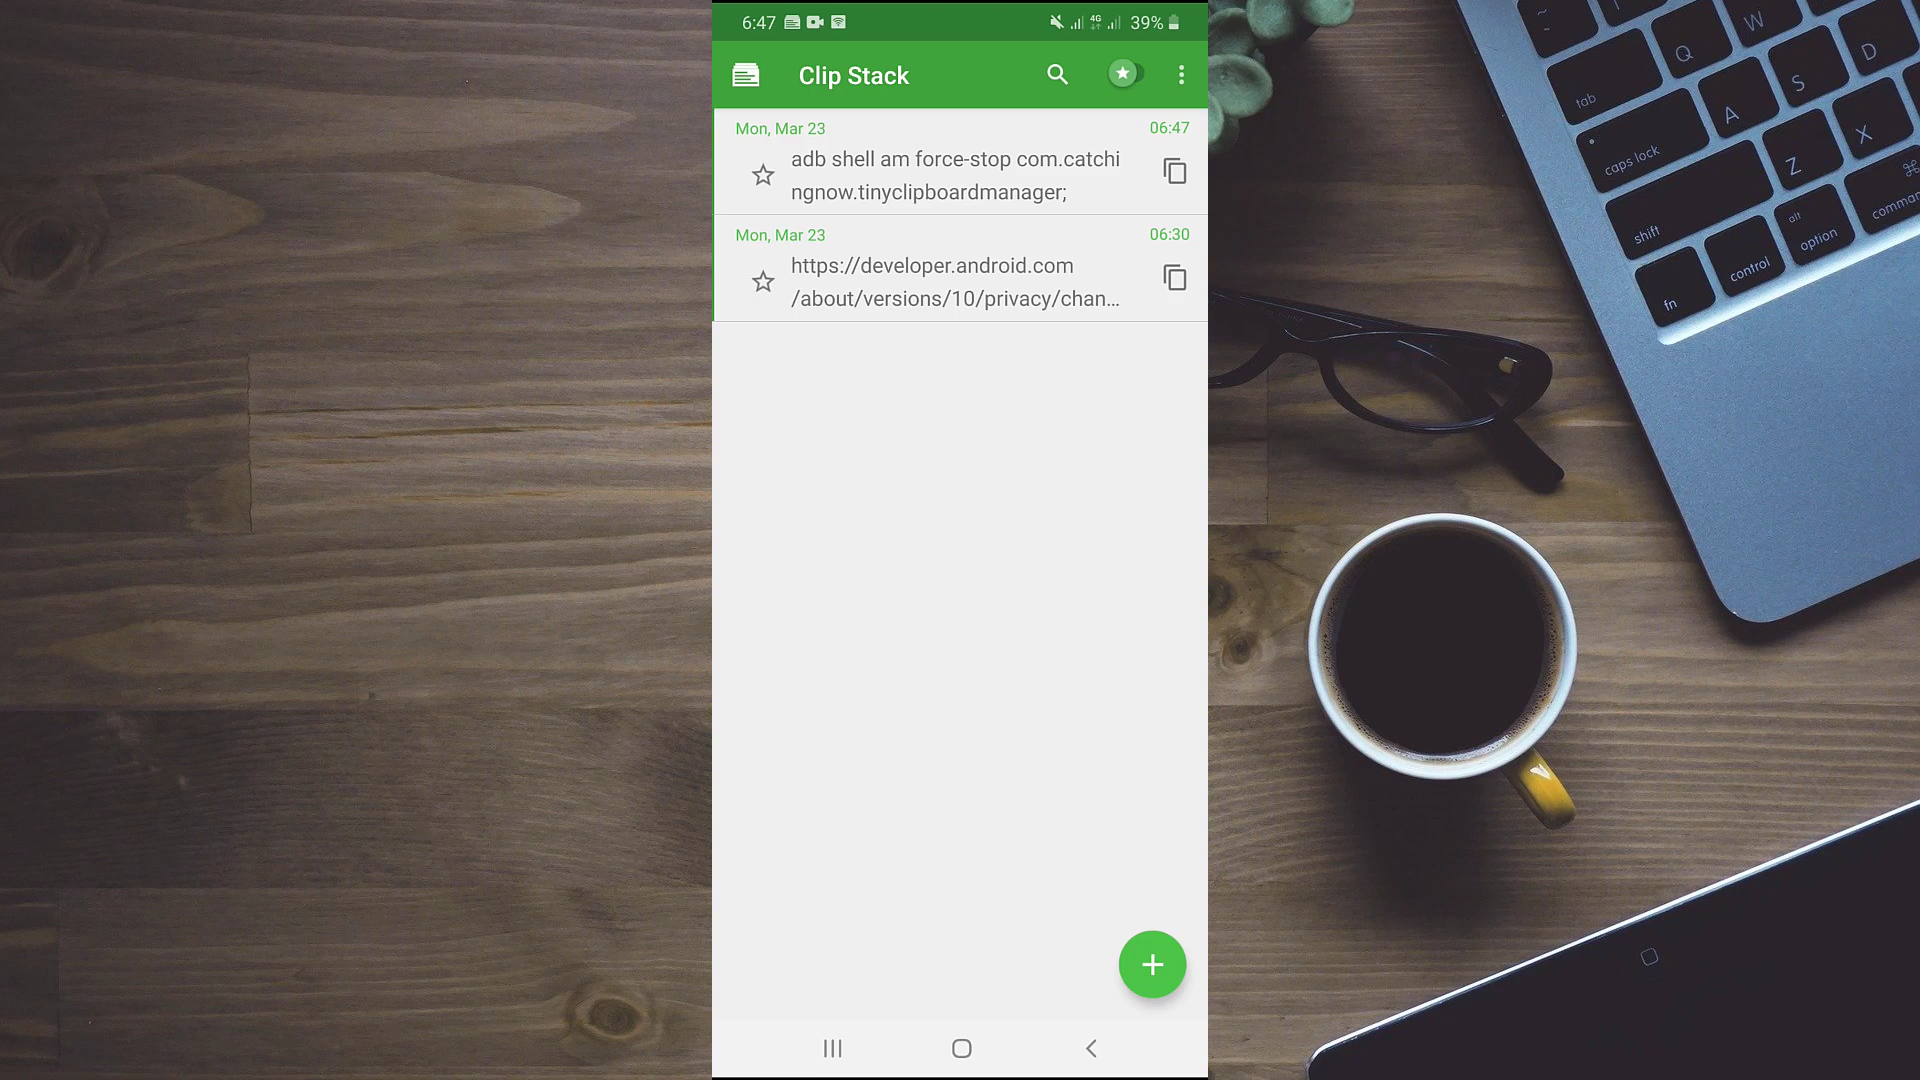 6:47
4G
39%
Clip Stack
Mon, Mar 23
06:47
adb shell am force-stop com.catchi
ngnow.tinyclipboardmanager;
Mon, Mar 23
06:30
https://developer.android.com
/about/versions/10/privacy/chan...
Q
W
tab
A
S
D
caps lock
Z
X
shift
fn
control
alt
option
⌘